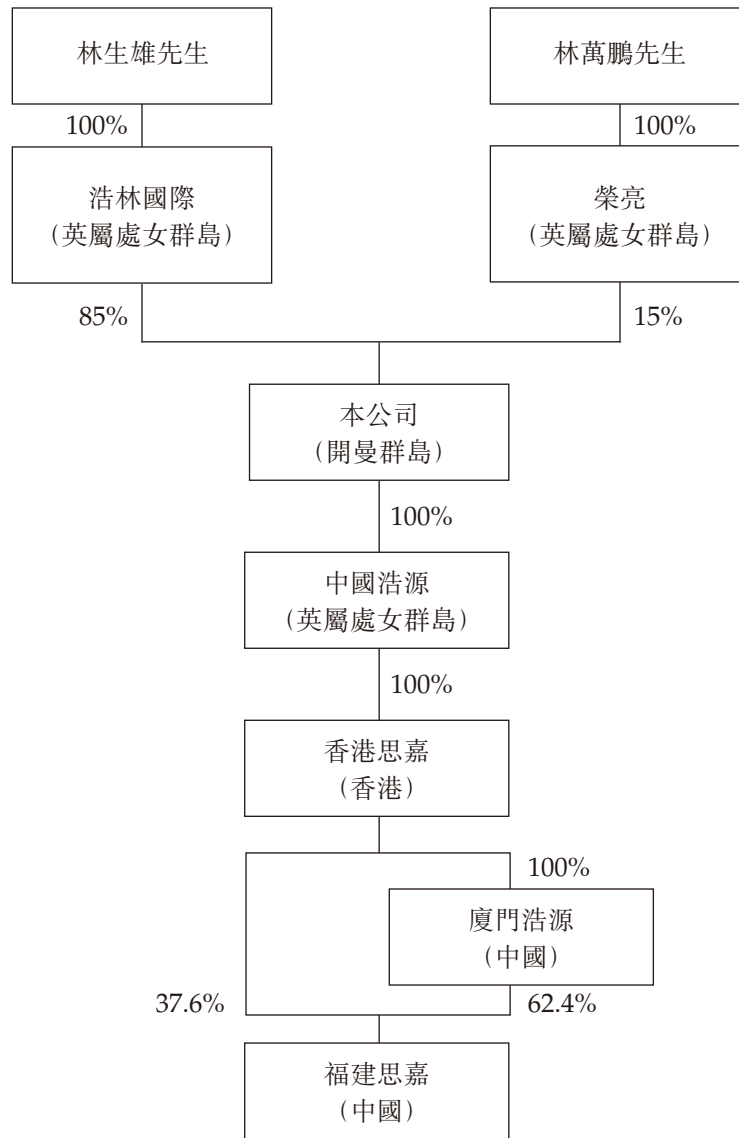 林生雄先生
林萬鵬先生
100%
100%
浩林國際
（英屬處女群島）
榮亮
（英屬處女群島）
85%
15%
本公司
（開曼群島）
100%
中國浩源
（英屬處女群島）
100%
香港思嘉
（香港）
100%
廈門浩源
（中國）
37.6%
62.4%
福建思嘉
（中國）